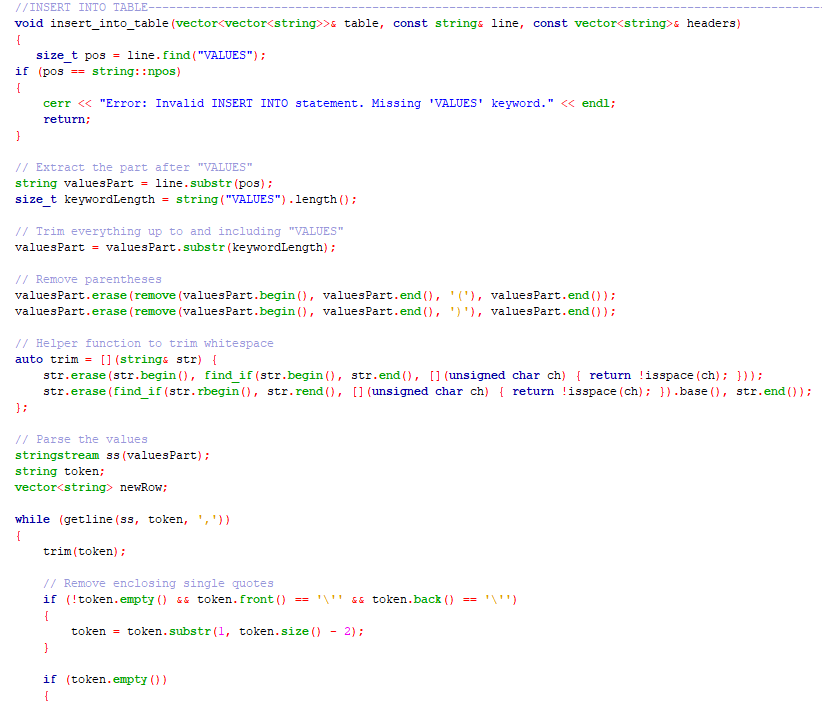 //INSERT INTO TABLE------------------------------------------------------------------------------------------------
void insert_into_table(vector<vector<string>>& table, const string& line, const vector<string>& headers)
{
   size_t pos = line.find("VALUES");
if (pos == string::npos)
{
    cerr << "Error: Invalid INSERT INTO statement. Missing 'VALUES' keyword." << endl;
    return;
}

// Extract the part after "VALUES"
string valuesPart = line.substr(pos);
size_t keywordLength = string("VALUES").length();

// Trim everything up to and including "VALUES"
valuesPart = valuesPart.substr(keywordLength);

// Remove parentheses
valuesPart.erase(remove(valuesPart.begin(), valuesPart.end(), '('), valuesPart.end());
valuesPart.erase(remove(valuesPart.begin(), valuesPart.end(), ')'), valuesPart.end());

// Helper function to trim whitespace
auto trim = [](string& str) {
    str.erase(str.begin(), find_if(str.begin(), str.end(), [](unsigned char ch) { return !isspace(ch); }));
    str.erase(find_if(str.rbegin(), str.rend(), [](unsigned char ch) { return !isspace(ch); }).base(), str.end());
};

// Parse the values
stringstream ss(valuesPart);
string token;
vector<string> newRow;

while (getline(ss, token, ','))
{
    trim(token);

    // Remove enclosing single quotes
    if (!token.empty() && token.front() == '\'' && token.back() == '\'')
    {
        token = token.substr(1, token.size() - 2);
    }

    if (token.empty())
    {